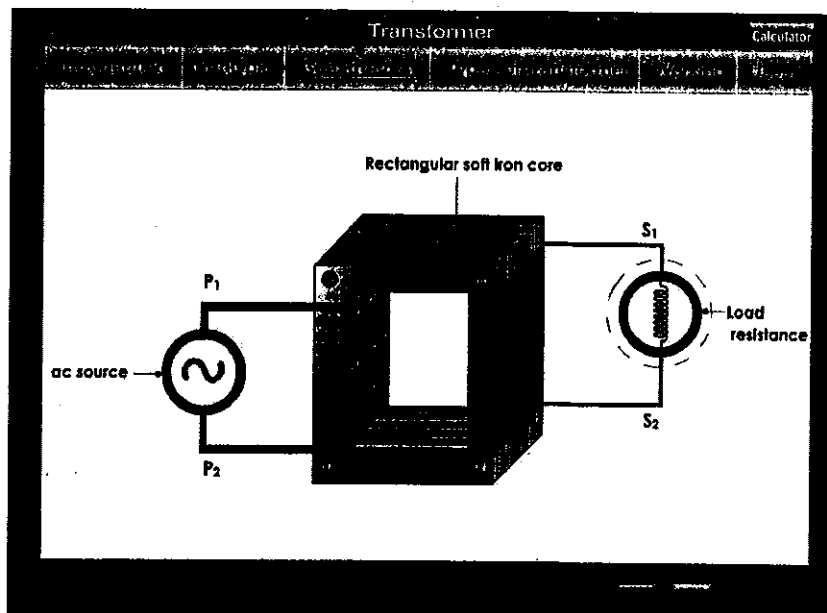 Transformer
Calculator
Rectangular soft iron core
S1
P1
Load
resistance
ac source
S2
P2